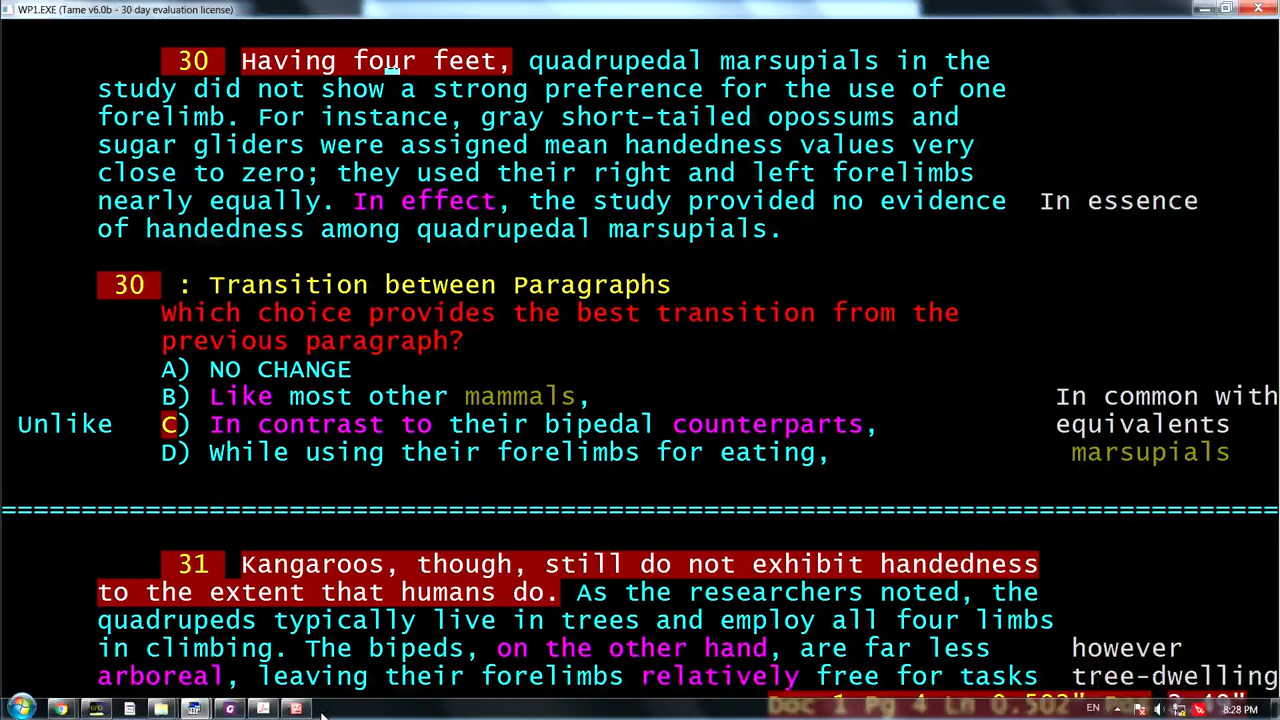 WP1.EXE (Tame v6.0b - 30 day evaluation license)
30 Having four feet, quadrupedal marsupials in the
study did not show a strong preference for the use of one
forelimb. For instance, gray short-tailed opossums and
sugar gliders were assigned mean handedness values very
close to zero; they used their right and left forelimbs
nearly equally. In effect, the study provided no evidence In essence
of handedness among quadrupedal marsupials.
30 : Transition between Paragraphs
Which choice provides the best transition from the
previous paragraph?
A) NO CHANGE
B) Like most other mammals, In common with
Unlike C) In contrast to their bipedal counterparts, equivalents
D) While using their forelimbs for eating, marsupials
================================================================================
31 Kangaroos, though, still do not exhibit handedness
to the extent that humans do. As the researchers noted, the
quadrupeds typically live in trees and employ all four limbs
in climbing. The bipeds, on the other hand, are far less however
arboreal, leaving their forelimbs relatively free for tasks tree-dwelling
Doc 1 Pg 4 Ln 0.502"
EN 8:28 PM